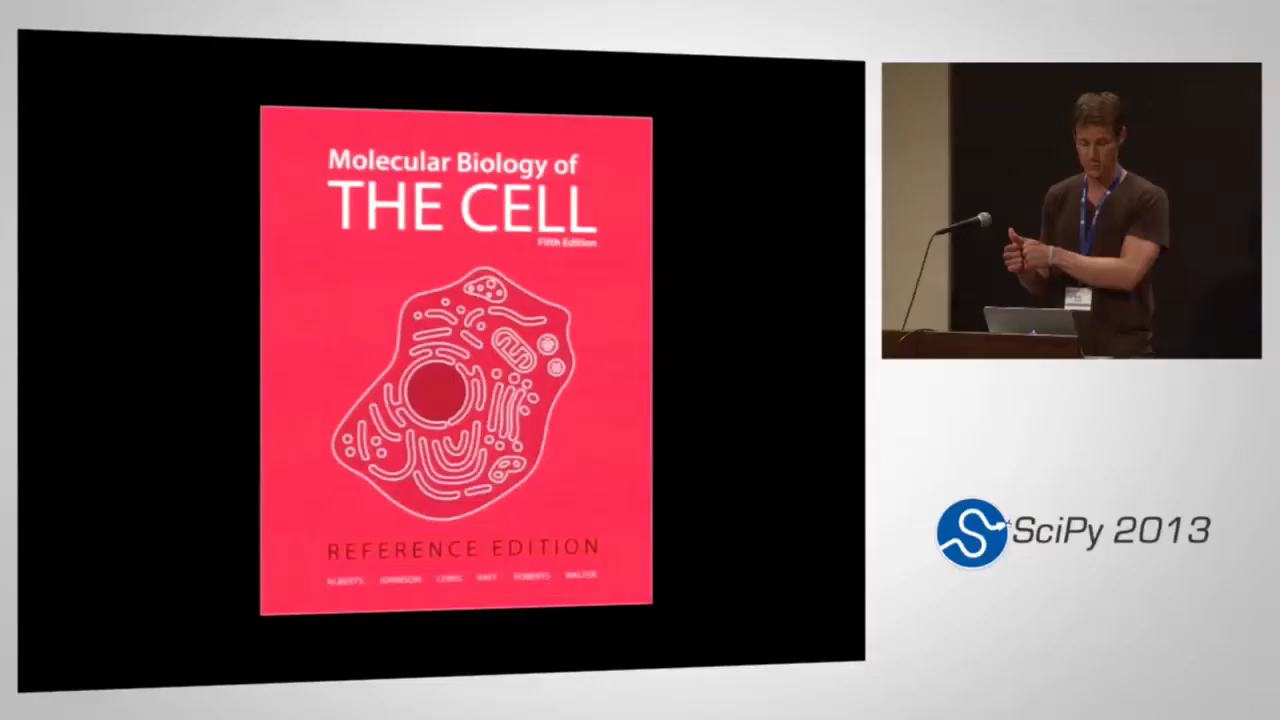 Molecular Biology of
THE CELL
Fifth Edition
REFERENCE EDITION
ALBERTS JOHNSON LEWIS RAFF ROBERTS WALTER
SciPy 2013